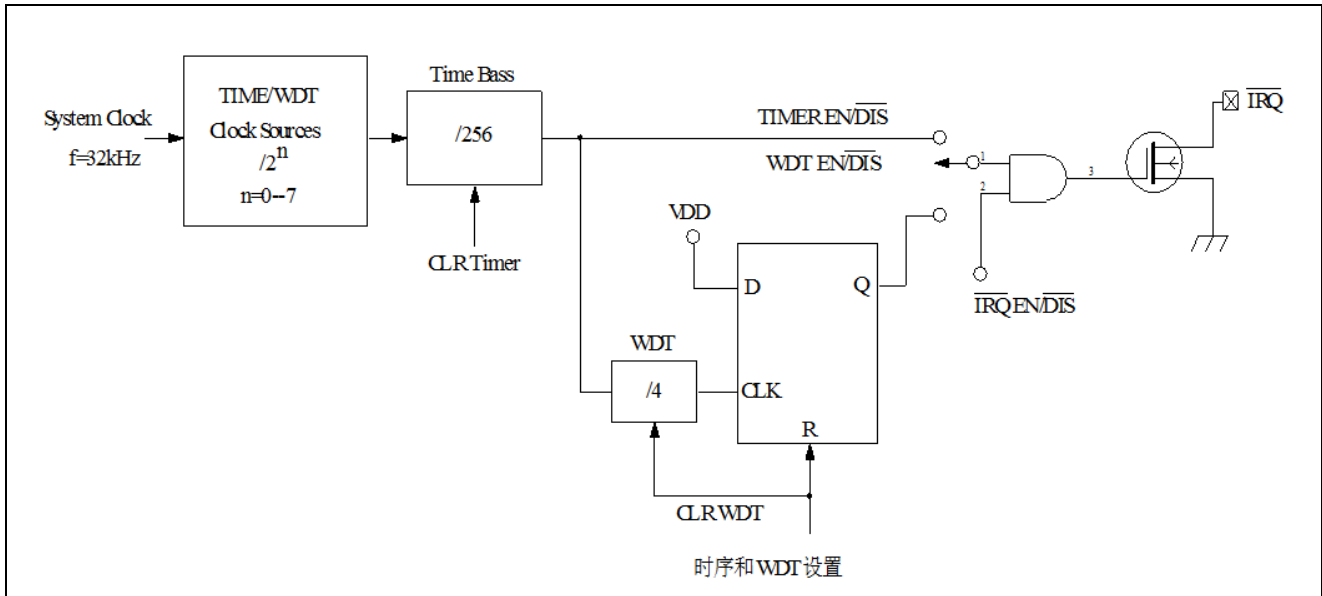 System Clock
f=32kHz
TIME/WDT
Clock Sources
/2^n
n=0--7
Time Bass
/256
CLR Timer
TIMER EN/DIS
WDT EN/DIS
1
2
3
IRQ
IRQ EN/DIS
VDD
D
Q
CLK
R
WDT
/4
CLR WDT
时序和WDT设置